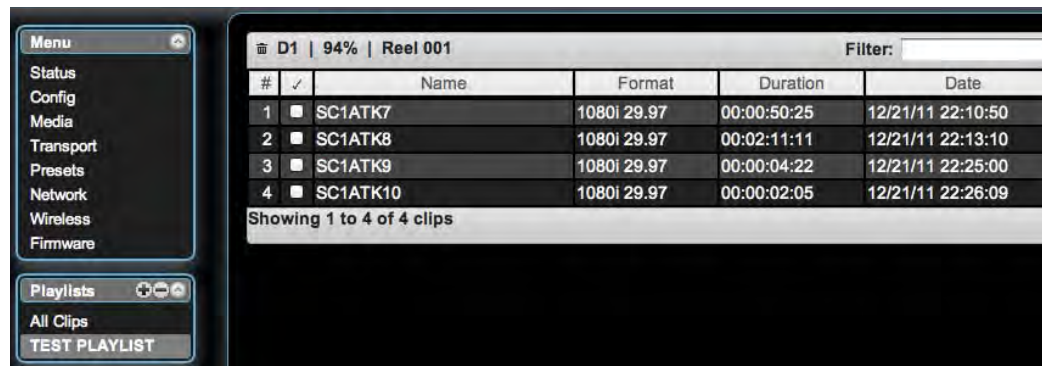 Menu
Status
Config
Media
Transport
Presets
Network
Wireless
Firmware
Playlists
All Clips
TEST PLAYLIST
D1 | 94% | Reel 001 Filter:
# ✓ Name Format Duration Date
1 SC1ATK7 1080i 29.97 00:00:50:25 12/21/11 22:10:50
2 SC1ATK8 1080i 29.97 00:02:11:11 12/21/11 22:13:10
3 SC1ATK9 1080i 29.97 00:00:04:22 12/21/11 22:25:00
4 SC1ATK10 1080i 29.97 00:00:02:05 12/21/11 22:26:09
Showing 1 to 4 of 4 clips